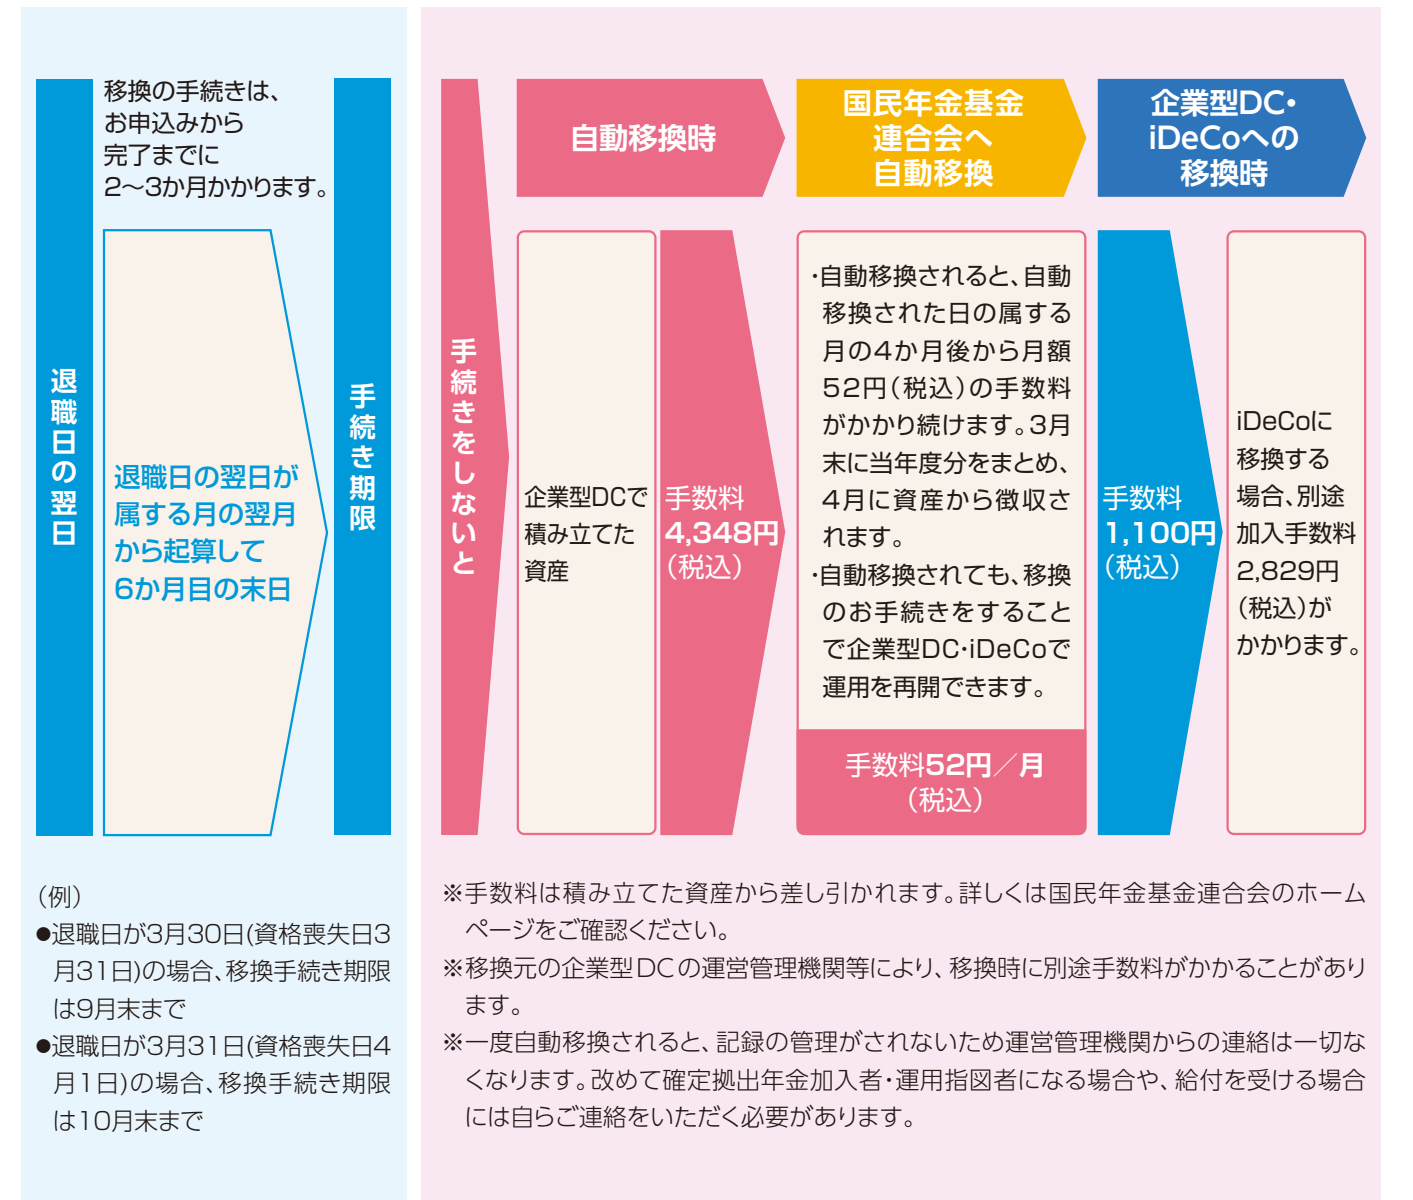 移換の手続きは、
お申込みから
完了までに
2～3か月かかります。
退職日の翌日
退職日の翌日が
属する月の翌月
から起算して
6か月目の末日
手続き期限
（例）
●退職日が3月30日(資格喪失日3
月31日)の場合、移換手続き期限
は9月末まで
●退職日が3月31日(資格喪失日4
月1日)の場合、移換手続き期限
は10月末まで
手続きをしないと
自動移換時
企業型DCで
積み立てた
資産
手数料
4,348円
（税込）
国民年金基金
連合会へ
自動移換
・自動移換されると、自動
移換された日の属する
月の4か月後から月額
52円（税込）の手数料
がかかり続けます。3月
末に当年度分をまとめ、
4月に資産から徴収さ
れます。
・自動移換されても、移換
のお手続きをすること
で企業型DC・iDeCoで
運用を再開できます。
手数料52円／月
（税込）
企業型DC・
iDeCoへの
移換時
手数料
1,100円
（税込）
iDeCoに
移換する
場合、別途
加入手数料
2,829円
（税込）が
かかります。
※手数料は積み立てた資産から差し引かれます。詳しくは国民年金基金連合会のホーム
ページをご確認ください。
※移換元の企業型DCの運営管理機関等により、移換時に別途手数料がかかることがあり
ます。
※一度自動移換されると、記録の管理がされないため運営管理機関からの連絡は一切な
くなります。改めて確定拠出年金加入者・運用指図者になる場合や、給付を受ける場合
には自らご連絡をいただく必要があります。